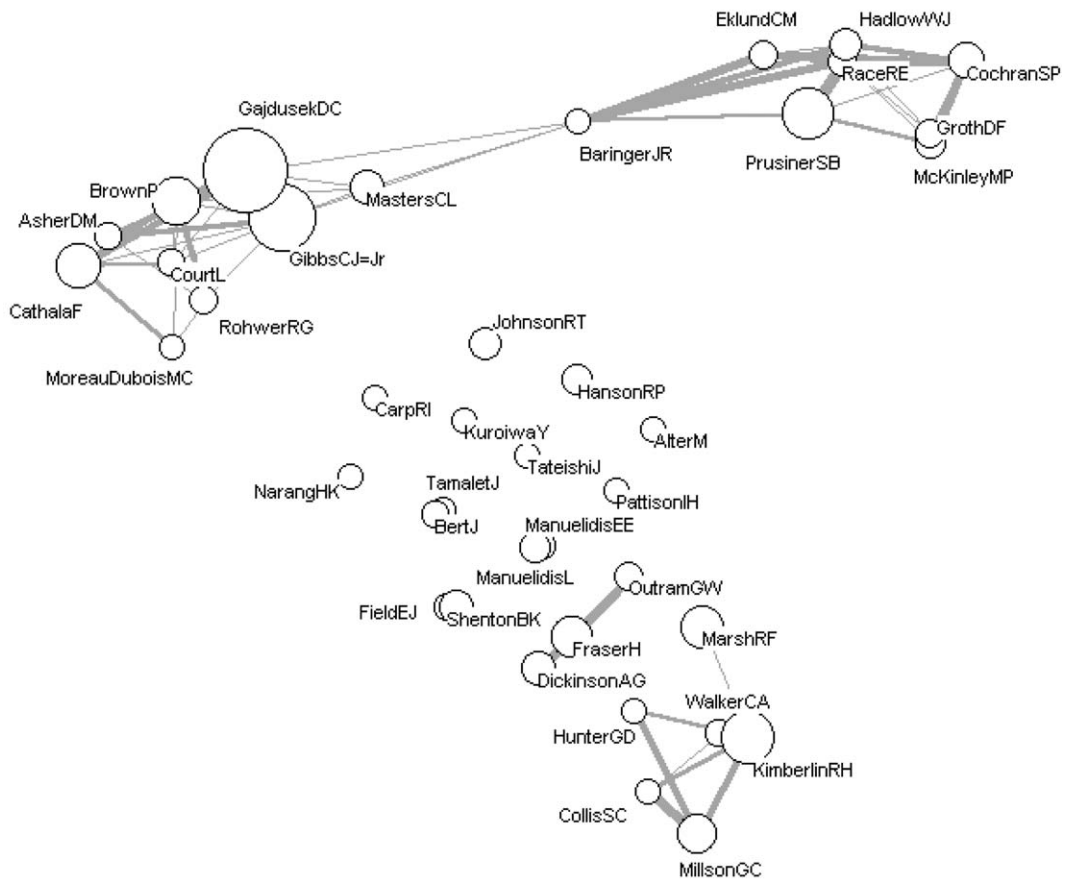 EklundCM
HadlowWJ
RaceRE
CochranSP
GajdusekDC
GrothDF
BaringerJR
PrusinerSB
McKinleyMP
BrownP
MastersCL
AsherDM
GibbsCJ=Jr
CourtL
CathalaF
RohwerRG
JohnsonRT
MoreauDuboisMC
HansonRP
CarpRI
KuroiwaY
AlterM
TateishiJ
TamaletJ
NarangHK
PattisonIH
BertJ
ManuelidisEE
ManuelidisL
OutramGW
FieldEJ
ShentonBK
MarshRF
FraserH
DickinsonAG
WalkerCA
HunterGD
KimberlinRH
CollisSC
MillsonGC